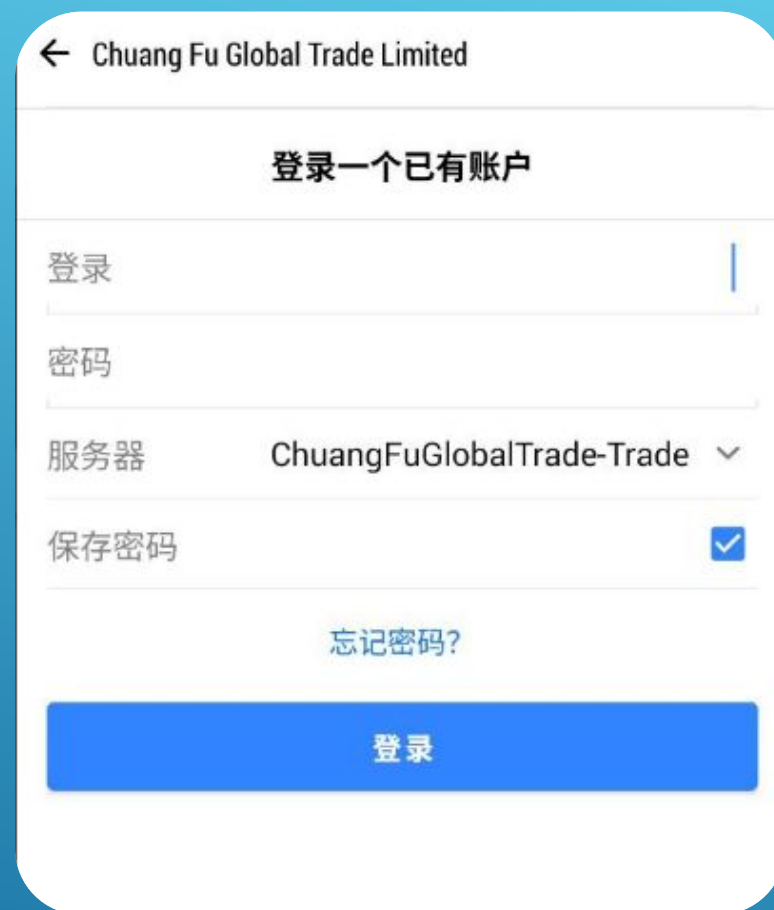 Chuang Fu Global Trade Limited
登录一个已有账户
登录
密码
服务器 ChuangFuGlobalTrade-Trade
保存密码
忘记密码?
登录